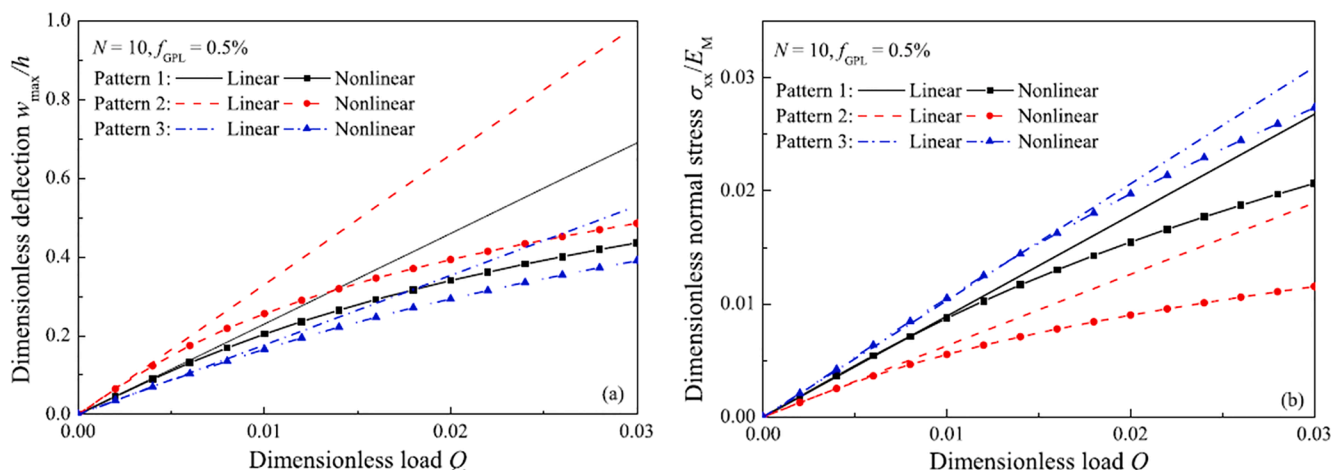 Dimensionless deflection w_max/h
1.0
0.8
0.6
0.4
0.2
0.0
N = 10, f_GPL = 0.5%
Pattern 1: Linear Nonlinear
Pattern 2: Linear Nonlinear
Pattern 3: Linear Nonlinear
(a)
0.00 0.01 0.02 0.03
Dimensionless load Q
Dimensionless normal stress σ_xx/E_M
0.03
0.02
0.01
0.00
N = 10, f_GPL = 0.5%
Pattern 1: Linear Nonlinear
Pattern 2: Linear Nonlinear
Pattern 3: Linear Nonlinear
(b)
0.00 0.01 0.02 0.03
Dimensionless load Q